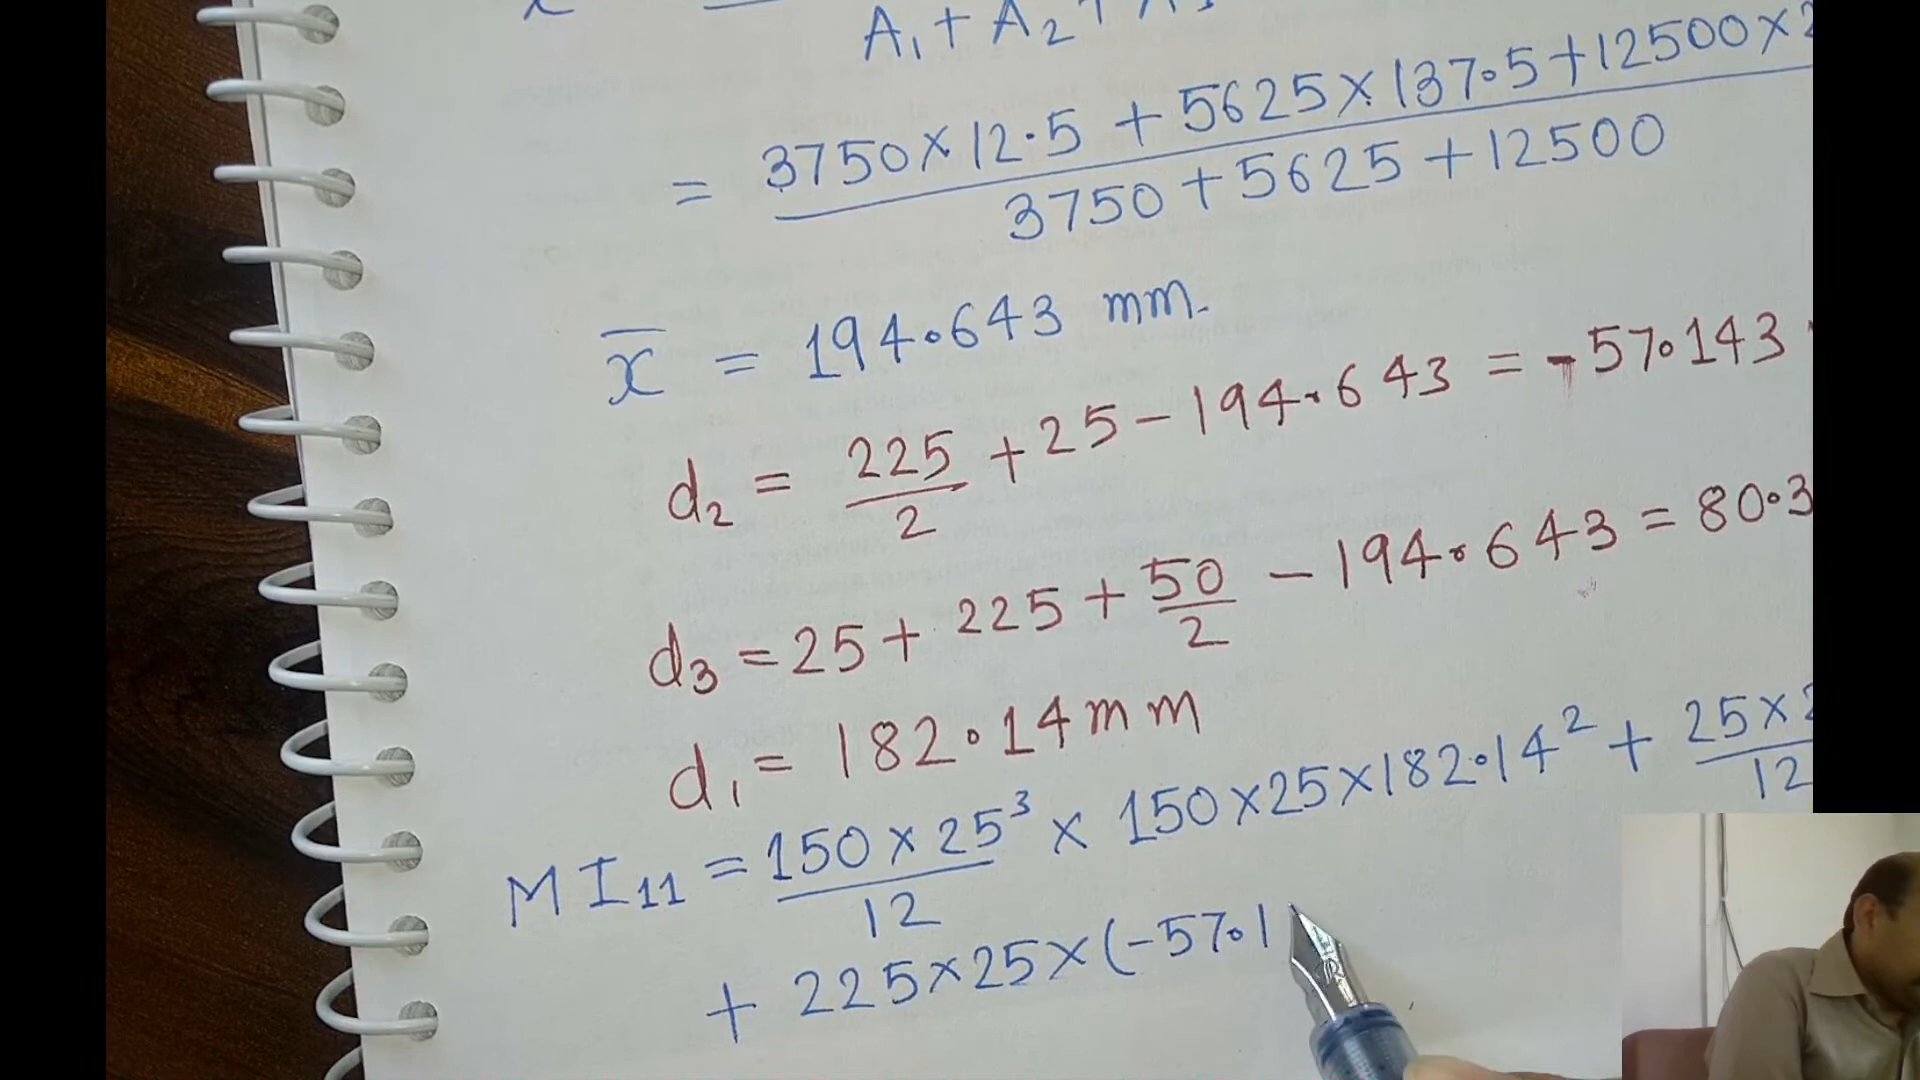 A₁ + A₂ +
= 3750 × 12.5 + 5625 × 137.5 + 12500 ×
3750 + 5625 + 12500
x̄ = 194.643 mm.
d₂ = 225/2 + 25 - 194.643 = -57.143
d₃ = 25 + 225 + 50/2 - 194.643 = 80.3
d₁ = 182.14 mm
MI₁₁ = 150 × 25³/12 × 150 × 25 × 182.14² + 25 ×
12
+ 225 × 25 × (-57.1